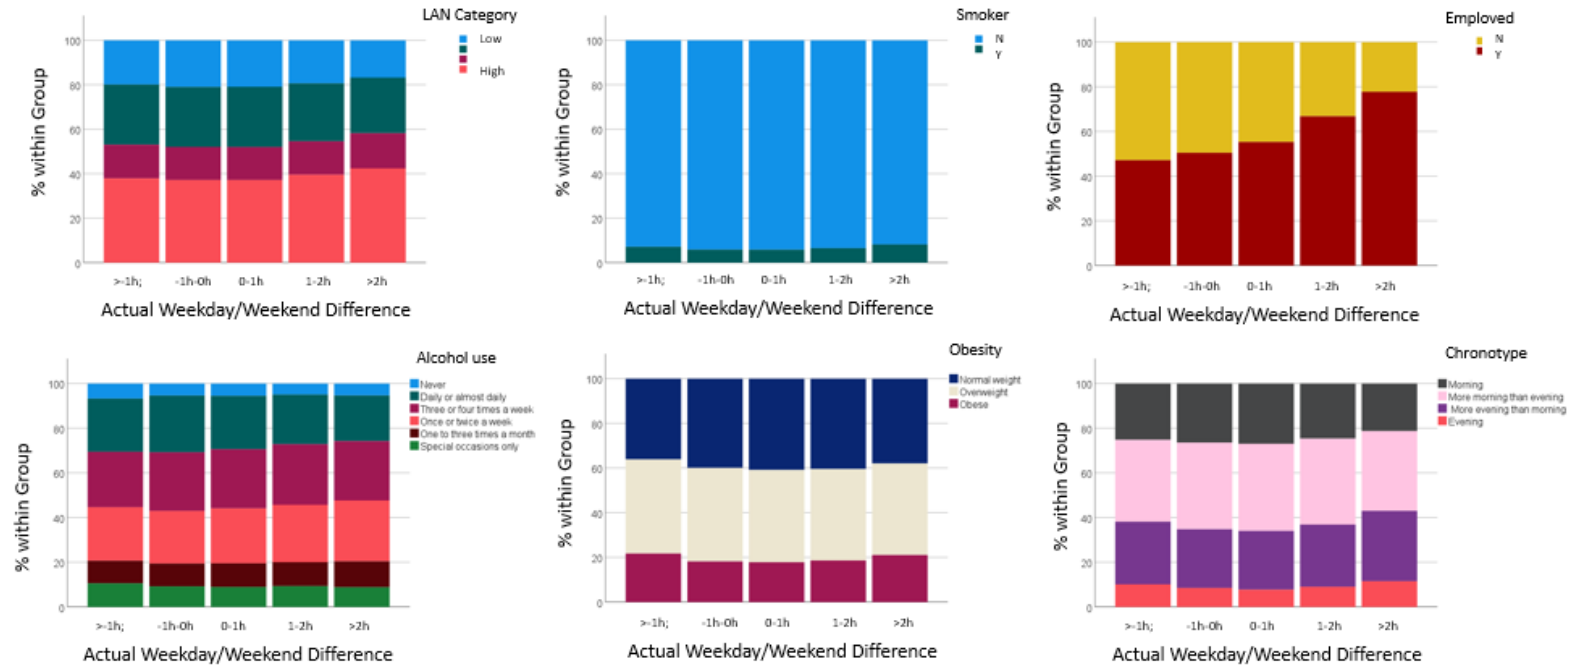 LAN Category
Low
High
% within Group
100
80
60
40
20
0
>-1h; -1h-0h 0-1h 1-2h >2h
Actual Weekday/Weekend Difference
Smoker
N
Y
% within Group
100
80
60
40
20
0
>-1h; -1h-0h 0-1h 1-2h >2h
Actual Weekday/Weekend Difference
Emploved
N
Y
% within Group
100
80
60
40
20
0
>-1h; -1h-0h 0-1h 1-2h >2h
Actual Weekday/Weekend Difference
Alcohol use
Never
Daily or almost daily
Three or four times a week
Once or twice a week
One to three times a month
Special occasions only
% within Group
100
80
60
40
20
0
>-1h; -1h-0h 0-1h 1-2h >2h
Actual Weekday/Weekend Difference
Obesity
Normal weight
Overweight
Obese
% within Group
100
80
60
40
20
0
>-1h; -1h-0h 0-1h 1-2h >2h
Actual Weekday/Weekend Difference
Chronotype
Morning
More morning than evening
More evening than morning
Evening
% within Group
100
80
60
40
20
0
>-1h; -1h-0h 0-1h 1-2h >2h
Actual Weekday/Weekend Difference